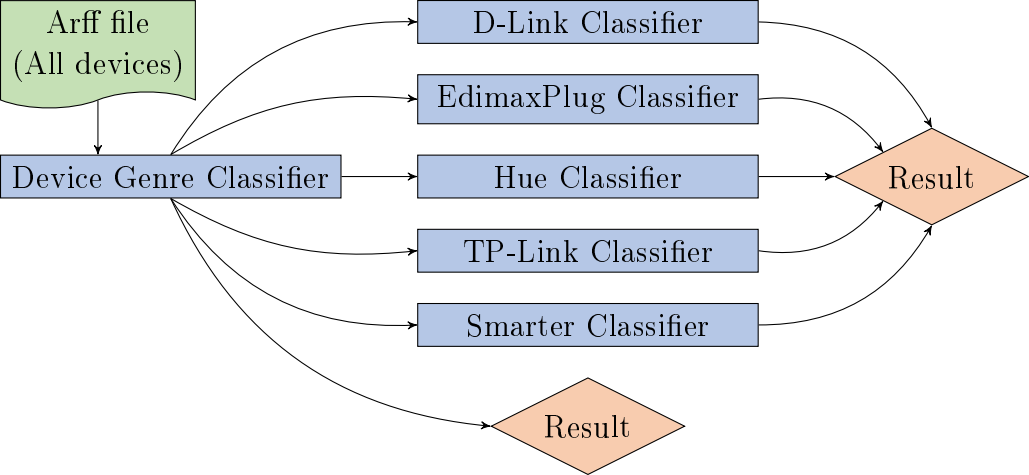 Arff file
(All devices)
Device Genre Classifier
D-Link Classifier
EdimaxPlug Classifier
Hue Classifier
TP-Link Classifier
Smarter Classifier
Result
Result